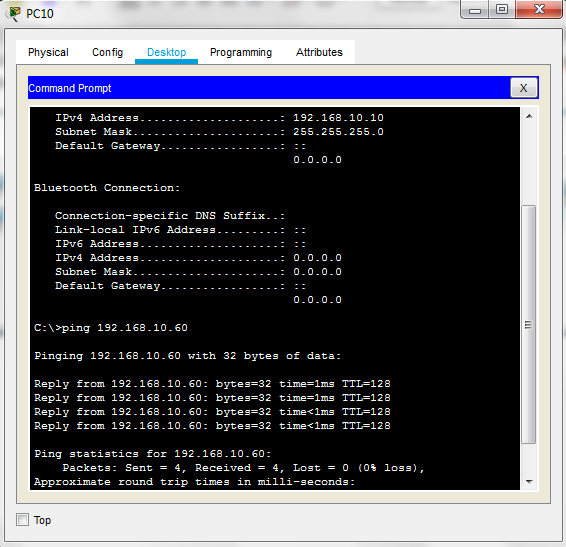 PC10
Physical Config Desktop Programming Attributes
Command Prompt X
IPv4 Address.....................: 192.168.10.10
Subnet Mask......................: 255.255.255.0
Default Gateway..................: ::
0.0.0.0
Bluetooth Connection:
Connection-specific DNS Suffix..:
Link-local IPv6 Address..........: ::
IPv6 Address.....................: ::
IPv4 Address.....................: 0.0.0.0
Subnet Mask......................: 0.0.0.0
Default Gateway..................: ::
0.0.0.0
C:\>ping 192.168.10.60
Pinging 192.168.10.60 with 32 bytes of data:
Reply from 192.168.10.60: bytes=32 time=1ms TTL=128
Reply from 192.168.10.60: bytes=32 time=1ms TTL=128
Reply from 192.168.10.60: bytes=32 time<1ms TTL=128
Reply from 192.168.10.60: bytes=32 time<1ms TTL=128
Ping statistics for 192.168.10.60:
Packets: Sent = 4, Received = 4, Lost = 0 (0% loss),
Approximate round trip times in milli-seconds:
Top